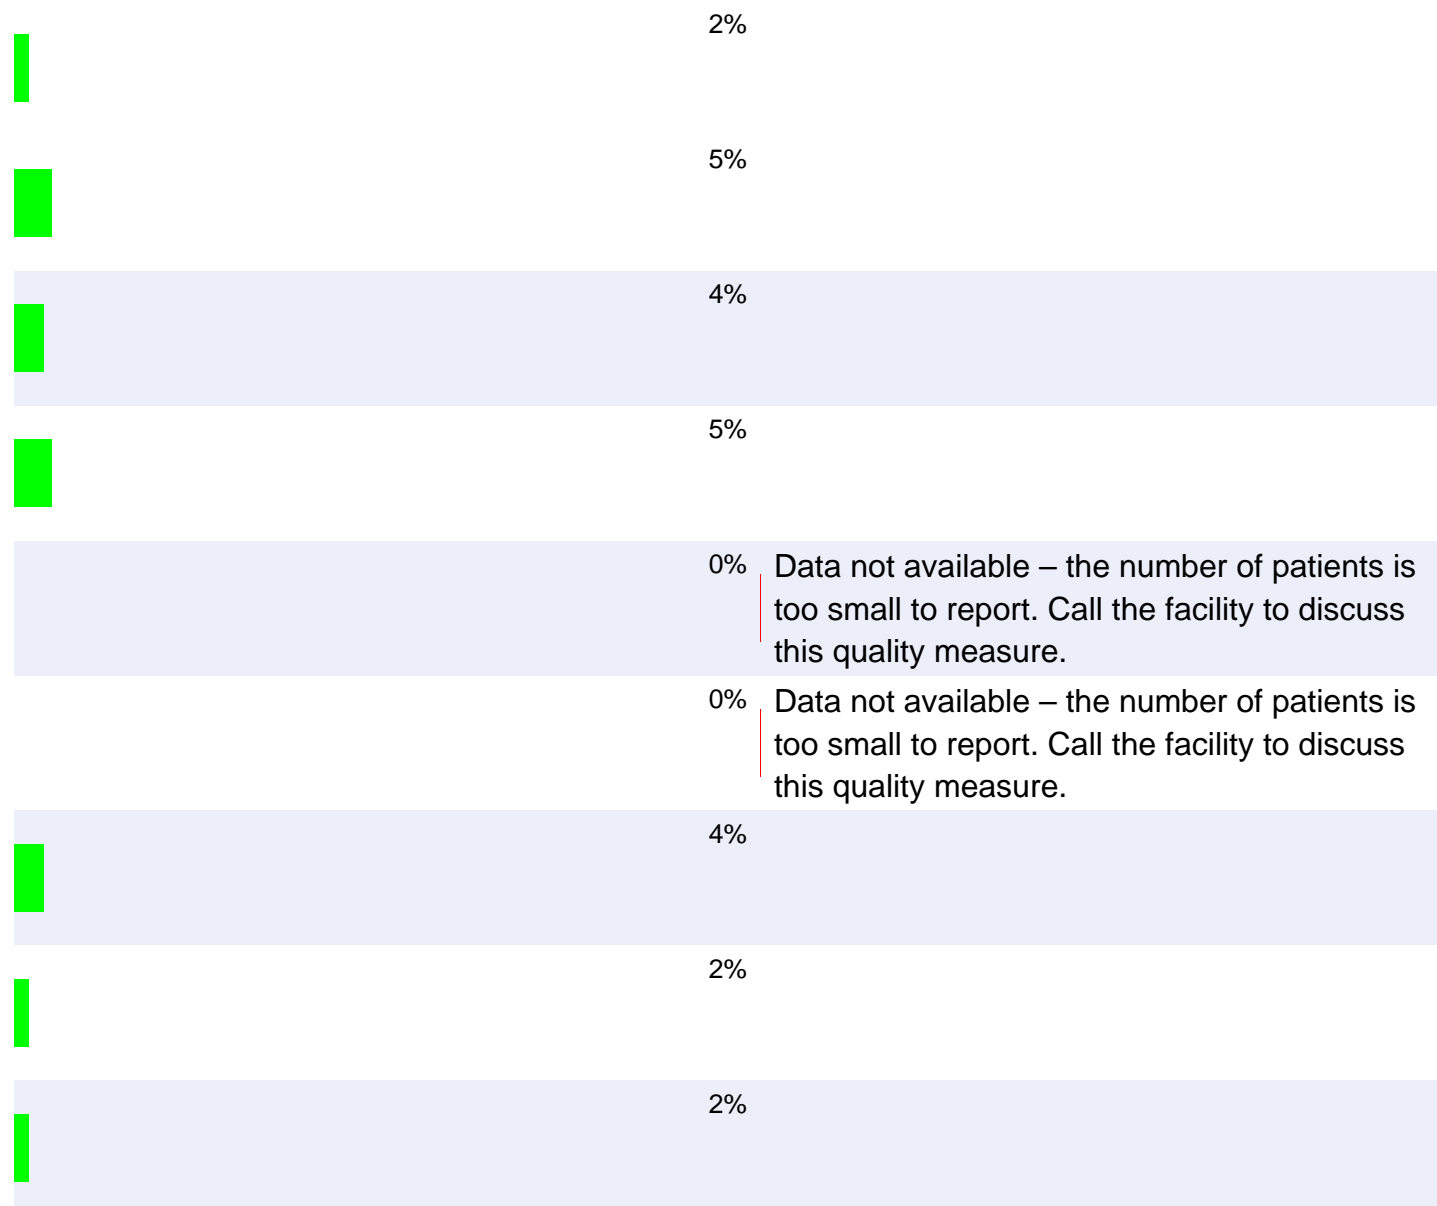 2%
5%
4%
5%
0% Data not available – the number of patients is
too small to report. Call the facility to discuss
this quality measure.
0% Data not available – the number of patients is
too small to report. Call the facility to discuss
this quality measure.
4%
2%
2%